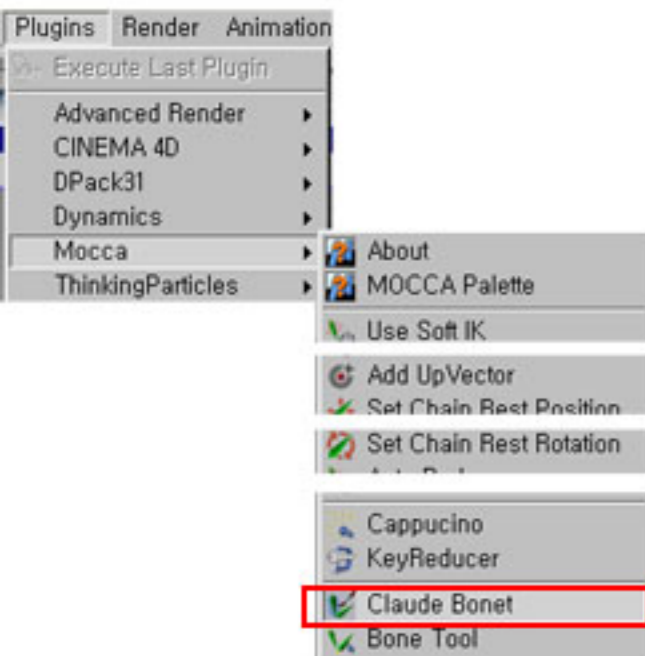 Plugins Render Animation
Execute Last Plugin
Advanced Render
CINEMA 4D
DPack31
Dynamics
Mocca
ThinkingParticles
About
MOCCA Palette
Use Soft IK
Add UpVector
Set Chain Rest Position
Set Chain Rest Rotation
Cappucino
KeyReducer
Claude Bonet
Bone Tool